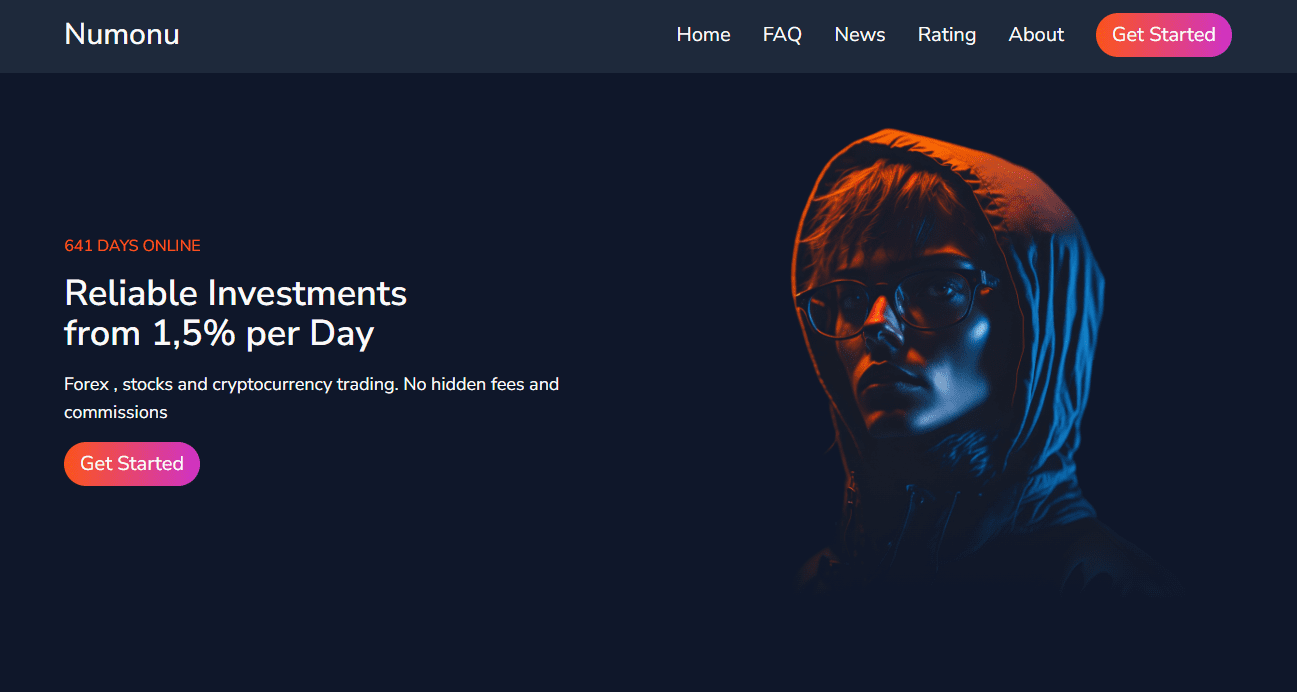 Numonu
Home FAQ News Rating About Get Started
641 DAYS ONLINE
Reliable Investments
from 1,5% per Day
Forex , stocks and cryptocurrency trading. No hidden fees and
commissions
Get Started